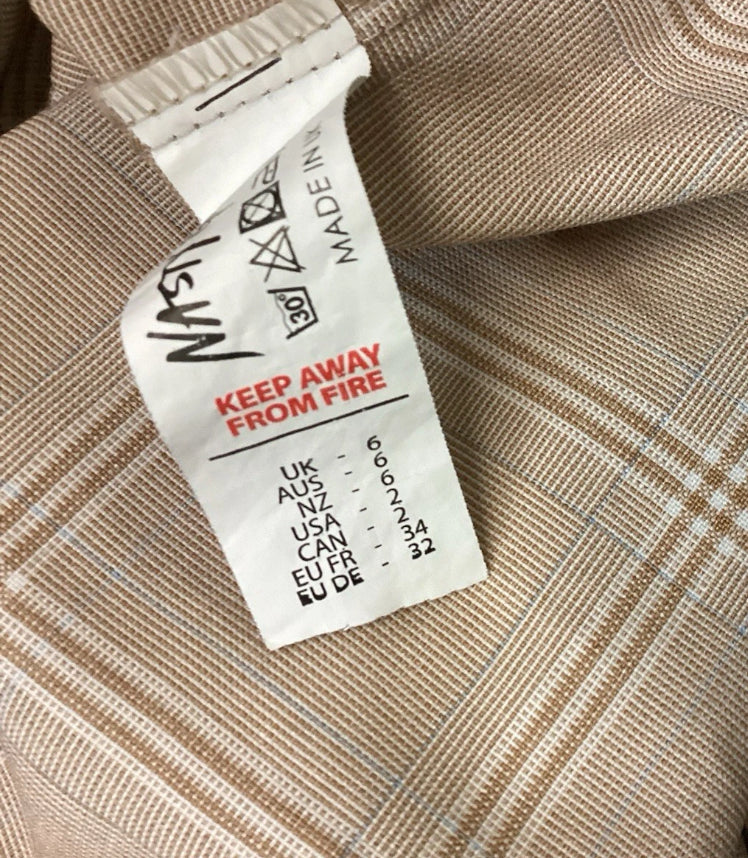 MADE IN
30°
KEEP AWAY
FROM FIRE
UK - 6
AUS - 6
NZ - 6
USA - 2
CAN - 2
EU FR - 34
EU DE - 32